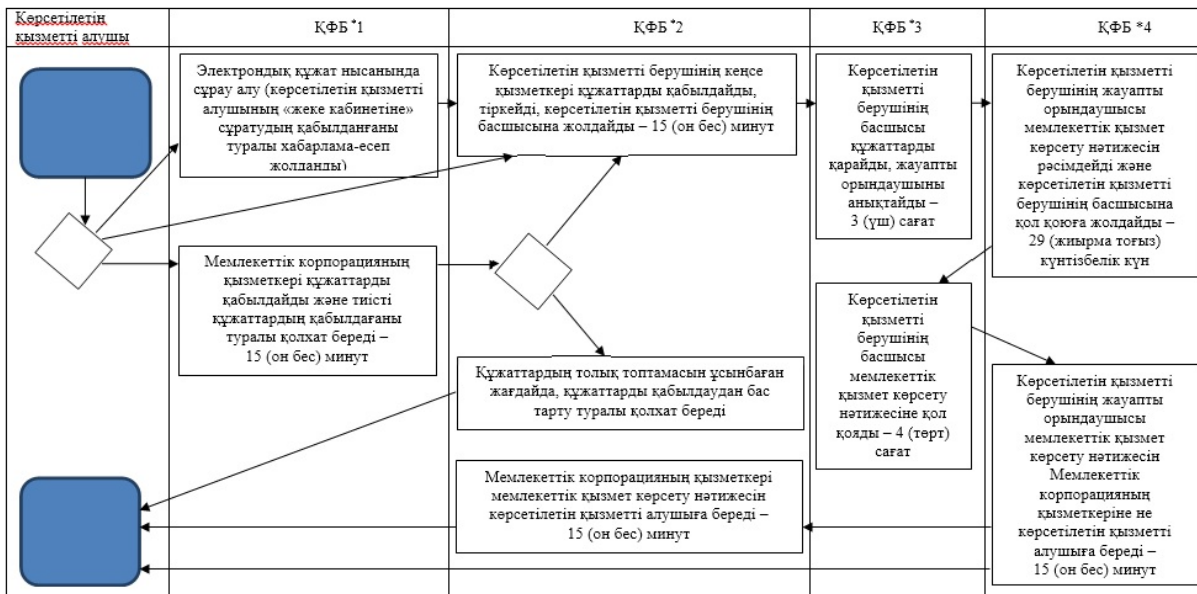 Көрсетілетін
қызметті алушы
ҚФБ *1
ҚФБ *2
ҚФБ *3
ҚФБ *4
Электрондық құжат нысанында
сұрау алу (көрсетілетін қызметті
алушының «жеке кабинетіне»
сұратудың қабылданғаны
туралы хабарлама-есеп
жолданды)
Көрсетілетін қызметті берушінің кеңсе
қызметкері құжаттарды қабылдайды,
тіркейді, көрсетілетін қызметті берушінің
басшысына жолдайды – 15 (он бес) минут
Көрсетілетін
қызметті
берушінің
басшысы
құжаттарды
қарайды, жауапты
орындаушыны
анықтайды –
3 (үш) сағат
Көрсетілетін қызметті
берушінің жауапты
орындаушысы
мемлекеттік қызмет
көрсету нәтижесін
рәсімдейді және
көрсетілетін қызметті
берушінің басшысына
қол қоюға жолдайды –
29 (жиырма тоғыз)
күнтізбелік күн
Мемлекеттік корпорацияның
қызметкері құжаттарды
қабылдайды және тиісті
құжаттардың қабылдағаны
туралы қолхат береді –
15 (он бес) минут
Құжаттардың толық топтамасын ұсынбаған
жағдайда, құжаттарды қабылдаудан бас
тарту туралы қолхат береді
Көрсетілетін
қызметті
берушінің
басшысы
мемлекеттік
қызмет көрсету
нәтижесіне қол
қояды – 4 (төрт)
сағат
Көрсетілетін қызметті
берушінің жауапты
орындаушысы
мемлекеттік қызмет
көрсету нәтижесін
Мемлекеттік
корпорацияның
қызметкеріне не
көрсетілетін қызметті
алушыға береді –
15 (он бес) минут
Мемлекеттік корпорацияның қызметкері
мемлекеттік қызмет көрсету нәтижесін
көрсетілетін қызметті алушыға береді –
15 (он бес) минут